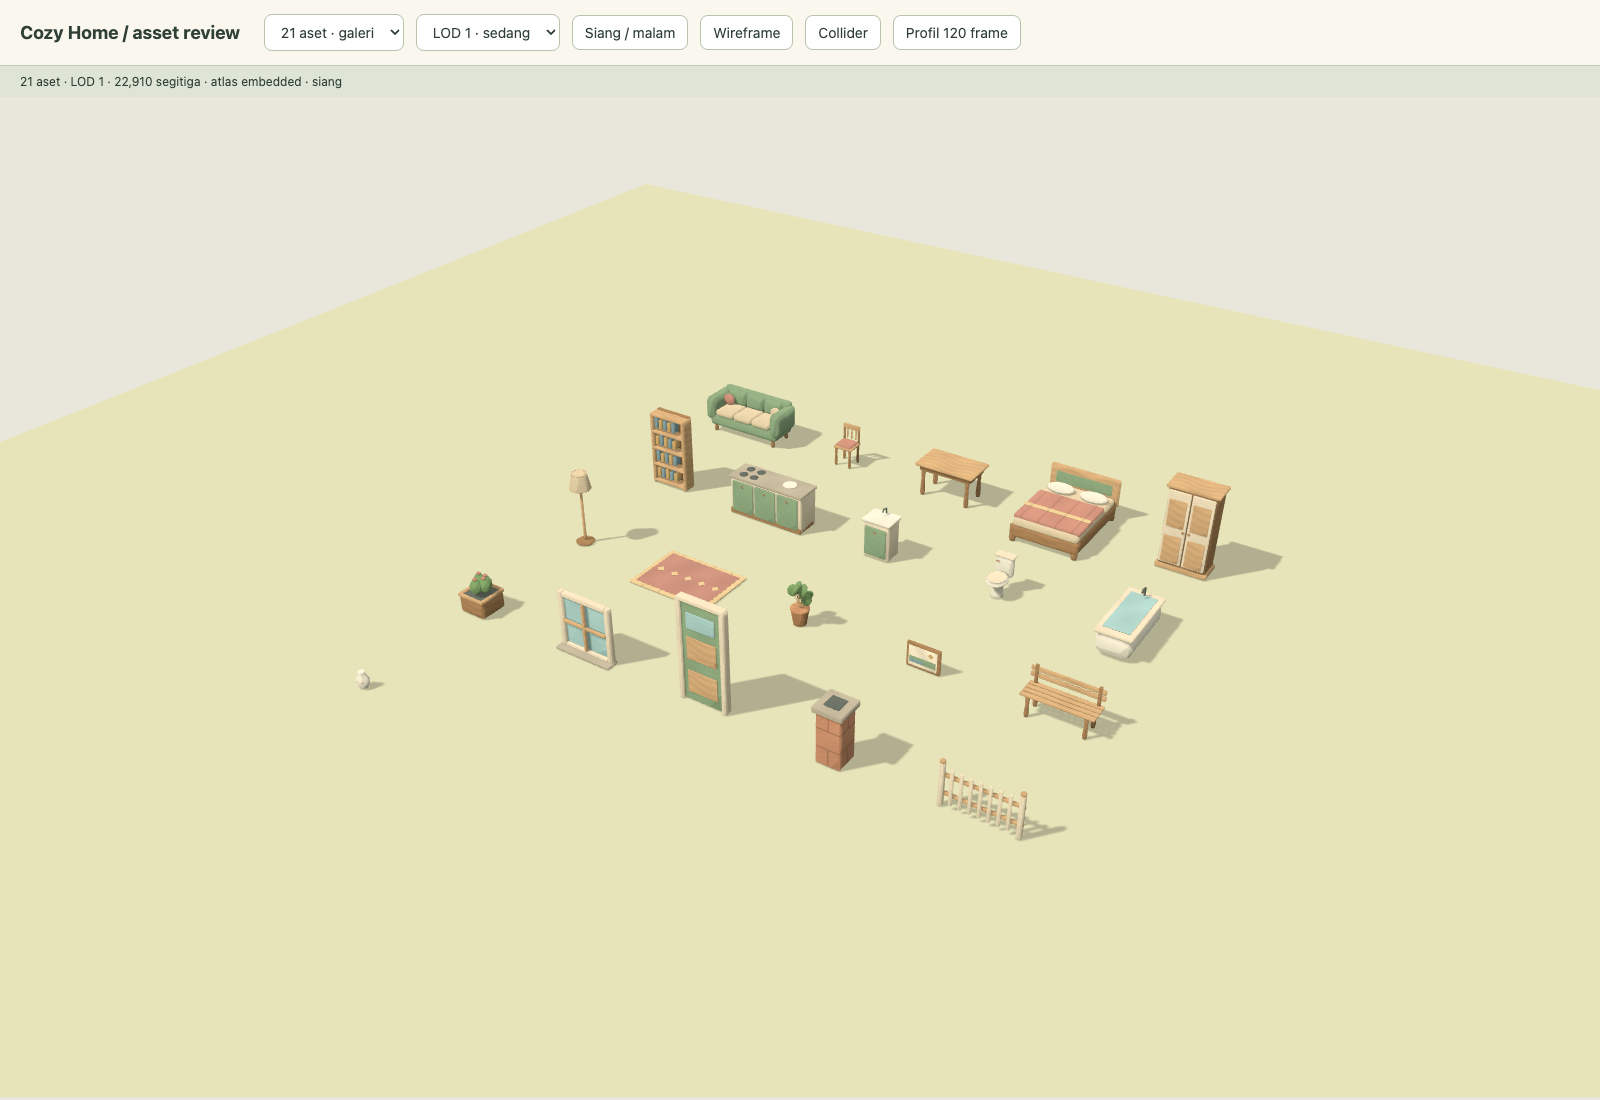 Cozy Home / asset review
21 aset · galeri
LOD 1 · sedang
Siang / malam
Wireframe
Collider
Profil 120 frame
21 aset · LOD 1 · 22,910 segitiga · atlas embedded · siang